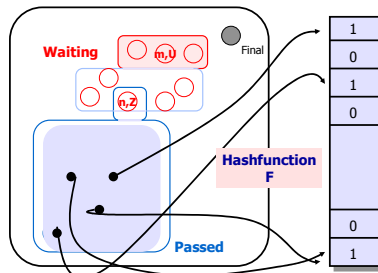 Waiting
m,U
Final
n,Z
Hashfunction
F
Passed
1
0
1
0
0
1